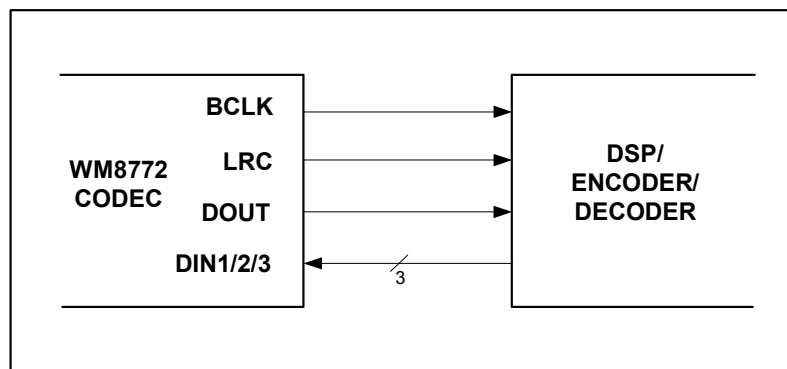 BCLK
WM8772
CODEC
LRC
DOUT
DIN1/2/3
3
DSP/
ENCODER/
DECODER